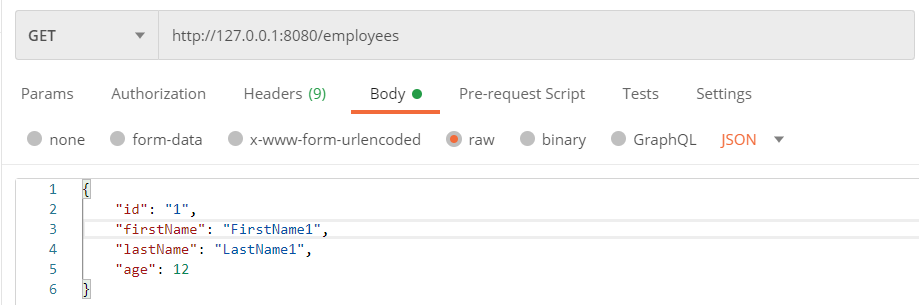 GET http://127.0.0.1:8080/employees
Params Authorization Headers (9) Body Pre-request Script Tests Settings
none form-data x-www-form-urlencoded raw binary GraphQL JSON
1 {
2 "id": "1",
3 "firstName": "FirstName1",
4 "lastName": "LastName1",
5 "age": 12
6 }